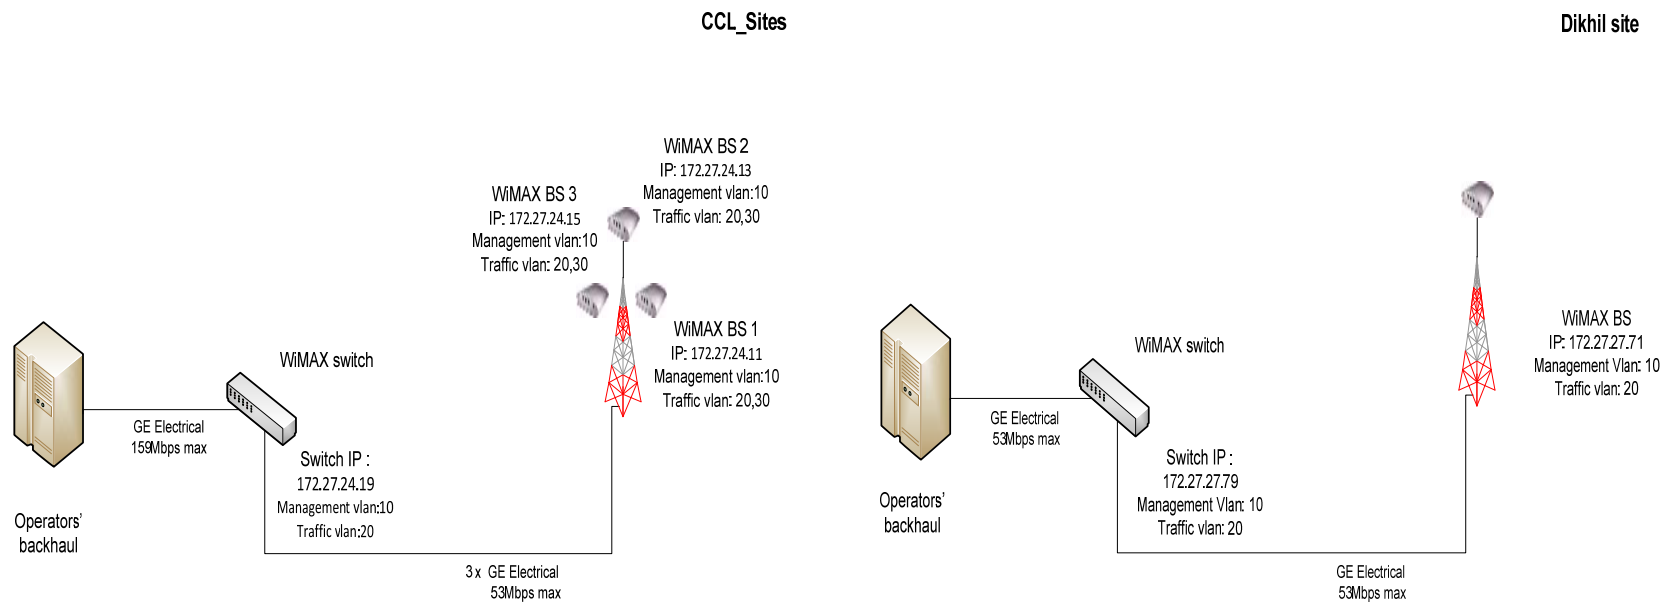 CCL_Sites
WiMAX BS 2
IP: 172.27.24.13
Management vlan:10
Traffic vlan: 20,30
WiMAX BS 3
IP: 172.27.24.15
Management vlan:10
Traffic vlan: 20,30
WiMAX BS 1
IP: 172.27.24.11
Management vlan:10
Traffic vlan: 20,30
WiMAX switch
GE Electrical
159Mbps max
Switch IP :
172.27.24.19
Management vlan:10
Traffic vlan:20
Operators’
backhaul
3 x GE Electrical
53Mbps max
Dikhil site
WiMAX BS
IP: 172.27.27.71
Management Vlan: 10
Traffic vlan: 20
WiMAX switch
GE Electrical
53Mbps max
Switch IP :
172.27.27.79
Management Vlan: 10
Traffic vlan: 20
Operators’
backhaul
GE Electrical
53Mbps max